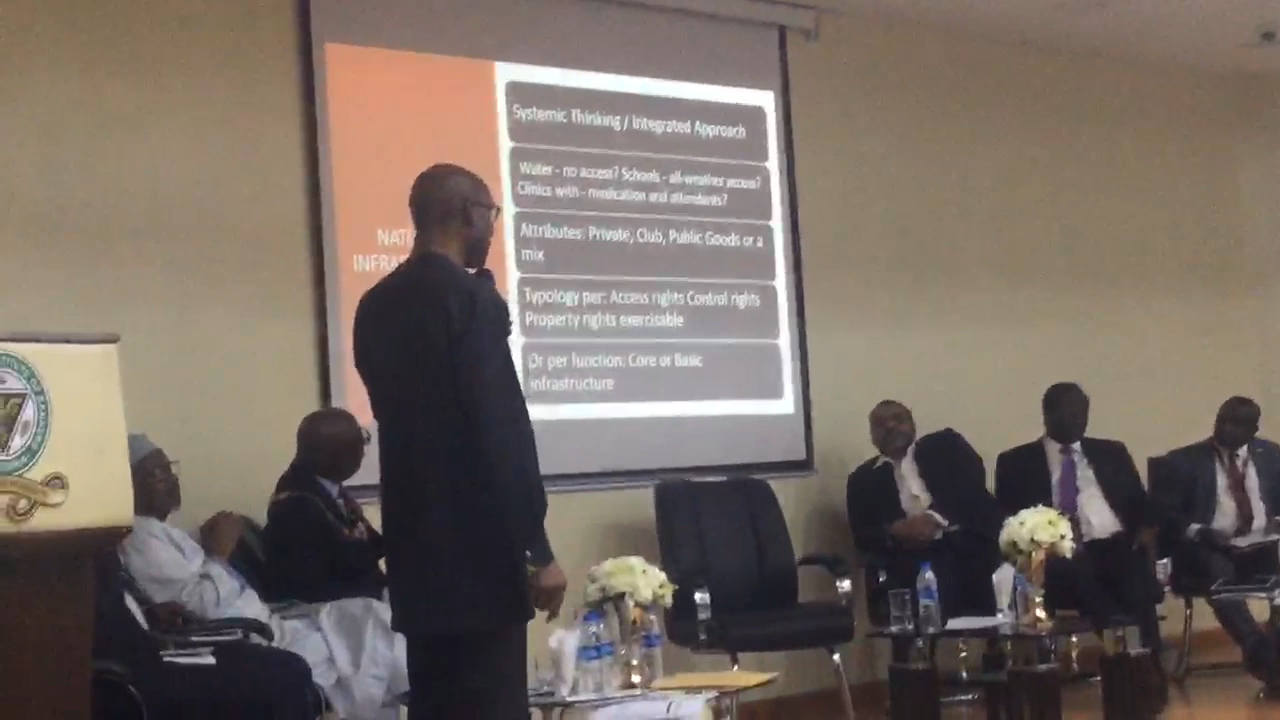 Systemic Thinking / Integrated Approach
Water - no access? Schools - all-weather access?
Clinics with - medication and attendants?
Attributes: Private, Club, Public Goods or a
mix
Typology per: Access rights Control rights
Property rights exercisable
Or per function: Core or Basic
infrastructure